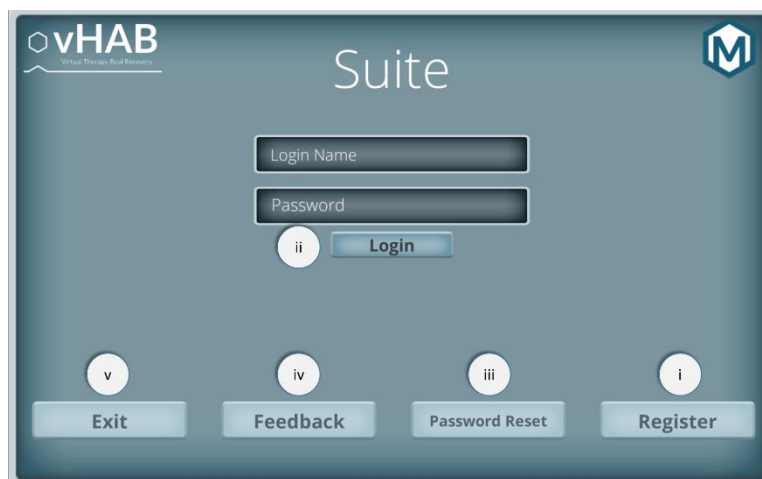 vHAB
Virtual Therapy. Real Recovery.
M
Suite
Login Name
Password
ii
Login
v
iv
iii
i
Exit
Feedback
Password Reset
Register